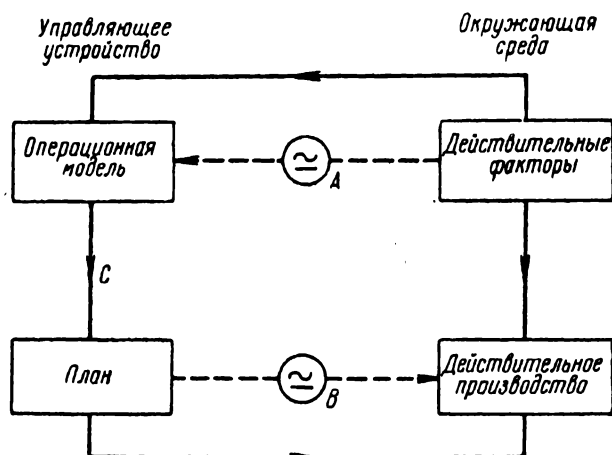 Управляющее
устройство
Окружающая
среда
Операционная
модель
≃
A
Действительные
факторы
C
План
≃
B
Действительное
производство